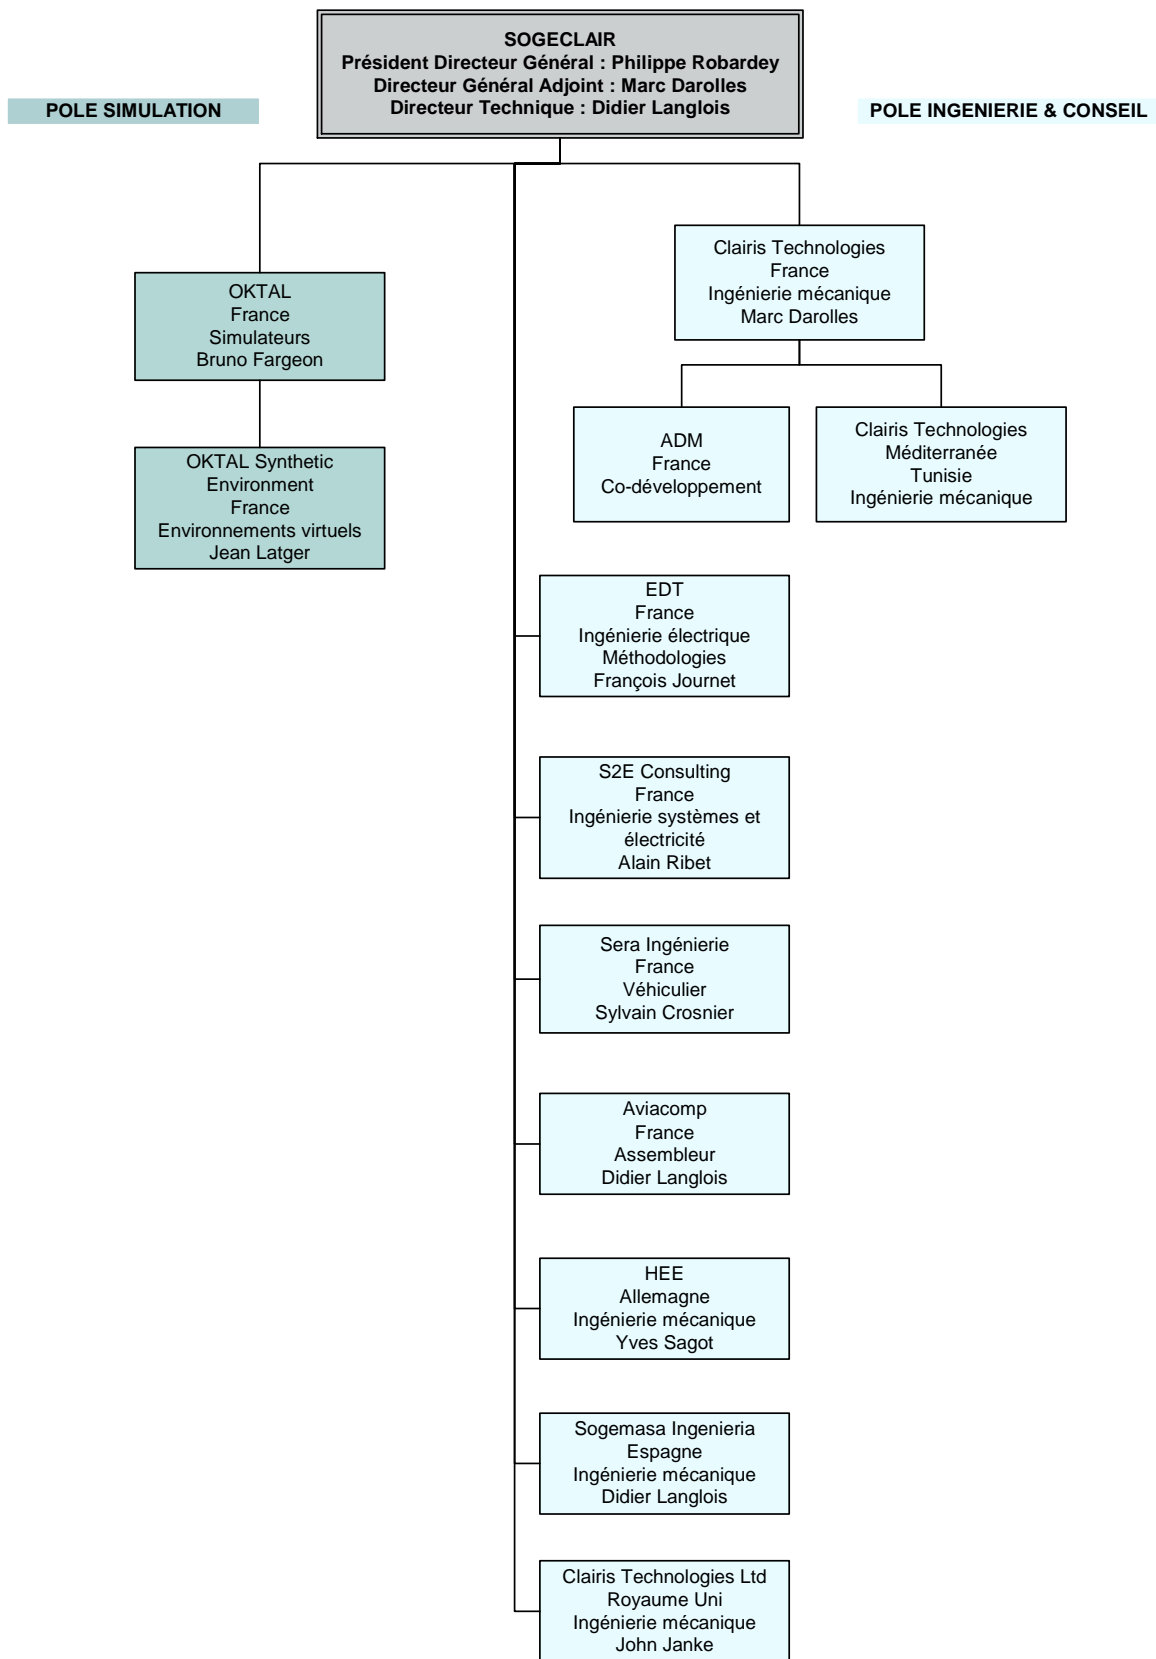 SOGECLAIR
Président Directeur Général : Philippe Robardey
Directeur Général Adjoint : Marc Darolles
Directeur Technique : Didier Langlois
POLE SIMULATION
POLE INGENIERIE & CONSEIL
Clairis Technologies
France
Ingénierie mécanique
Marc Darolles
OKTAL
France
Simulateurs
Bruno Fargeon
ADM
France
Co-développement
Clairis Technologies
Méditerranée
Tunisie
Ingénierie mécanique
OKTAL Synthetic
Environment
France
Environnements virtuels
Jean Latger
EDT
France
Ingénierie électrique
Méthodologies
François Journet
S2E Consulting
France
Ingénierie systèmes et
électricité
Alain Ribet
Sera Ingénierie
France
Véhiculier
Sylvain Crosnier
Aviacomp
France
Assembleur
Didier Langlois
HEE
Allemagne
Ingénierie mécanique
Yves Sagot
Sogemasa Ingenieria
Espagne
Ingénierie mécanique
Didier Langlois
Clairis Technologies Ltd
Royaume Uni
Ingénierie mécanique
John Janke